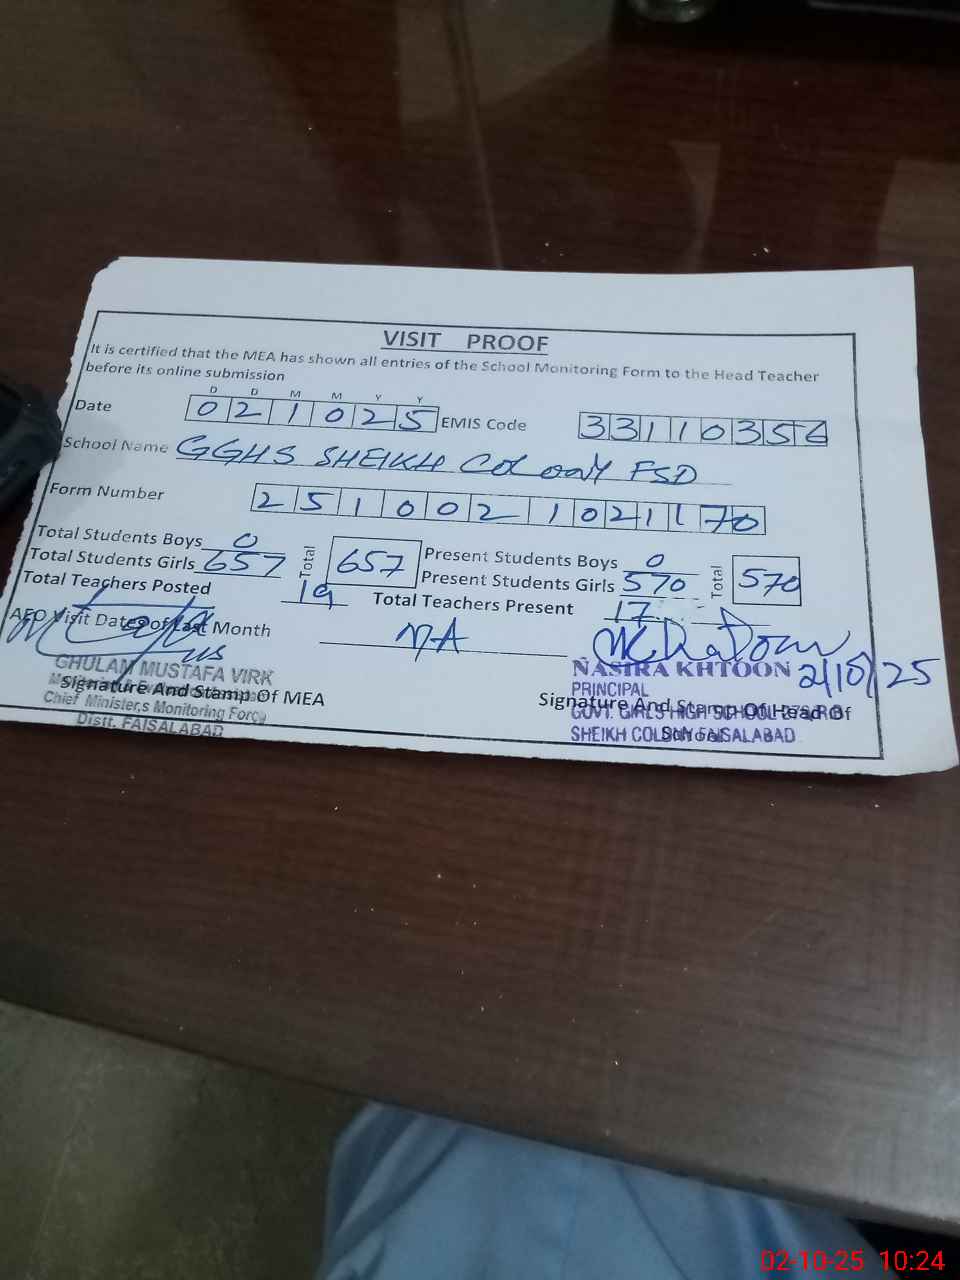 VISIT PROOF
It is certified that the MEA has shown all entries of the School Monitoring Form to the Head Teacher
before its online submission
D D M M Y Y
Date 0 2 1 0 2 5 EMIS Code 3 3 1 1 0 3 5 6
School Name GGHS SHEIKH COLONY FSD
Form Number 2 5 1 0 0 2 1 0 2 1 1 70
Total Students Boys 0 Total 657 Present Students Boys 0 Total 570
Total Students Girls 657 Present Students Girls 570
Total Teachers Posted 19 Total Teachers Present 17
AEO Visit Dates of Last Month NA
GHULAM MUSTAFA VIRK
Signature And Stamp Of MEA
Chief Minister,s Monitoring Force
Distt. FAISALABAD
2/10/25
NASIRA KHTOON
PRINCIPAL
Signature And Stamp Of Head Of
School
GOVT. GIRLS HIGH SCHOOL
SHEIKH COLONY FAISALABAD
02-10-25 10:24